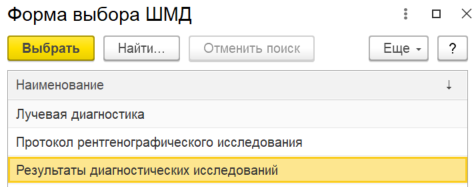 Форма выбора ШМД
Выбрать Найти... Отменить поиск Еще ?
Наименование ↓
Лучевая диагностика
Протокол рентгенографического исследования
Результаты диагностических исследований